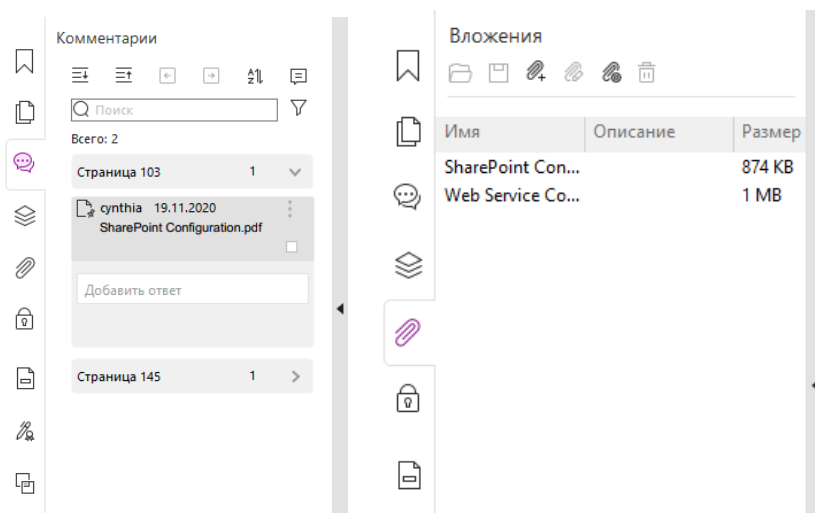 Комментарии
Поиск
Всего: 2
Страница 103 1
cynthia 19.11.2020
SharePoint Configuration.pdf
Добавить ответ
Страница 145 1
Вложения
Имя Описание Размер
SharePoint Con... 874 KB
Web Service Co... 1 MB